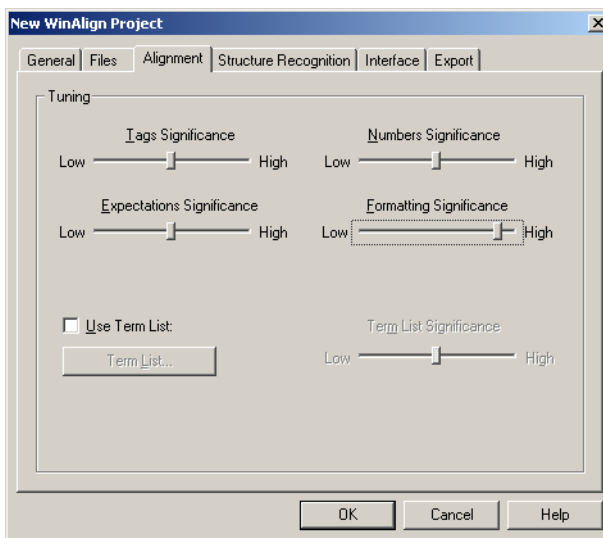 New WinAlign Project
General Files Alignment Structure Recognition Interface Export
Tuning
Tags Significance Numbers Significance
Low High Low High
Expectations Significance Formatting Significance
Low High Low High
Use Term List: Term List Significance
Term List... Low High
OK Cancel Help